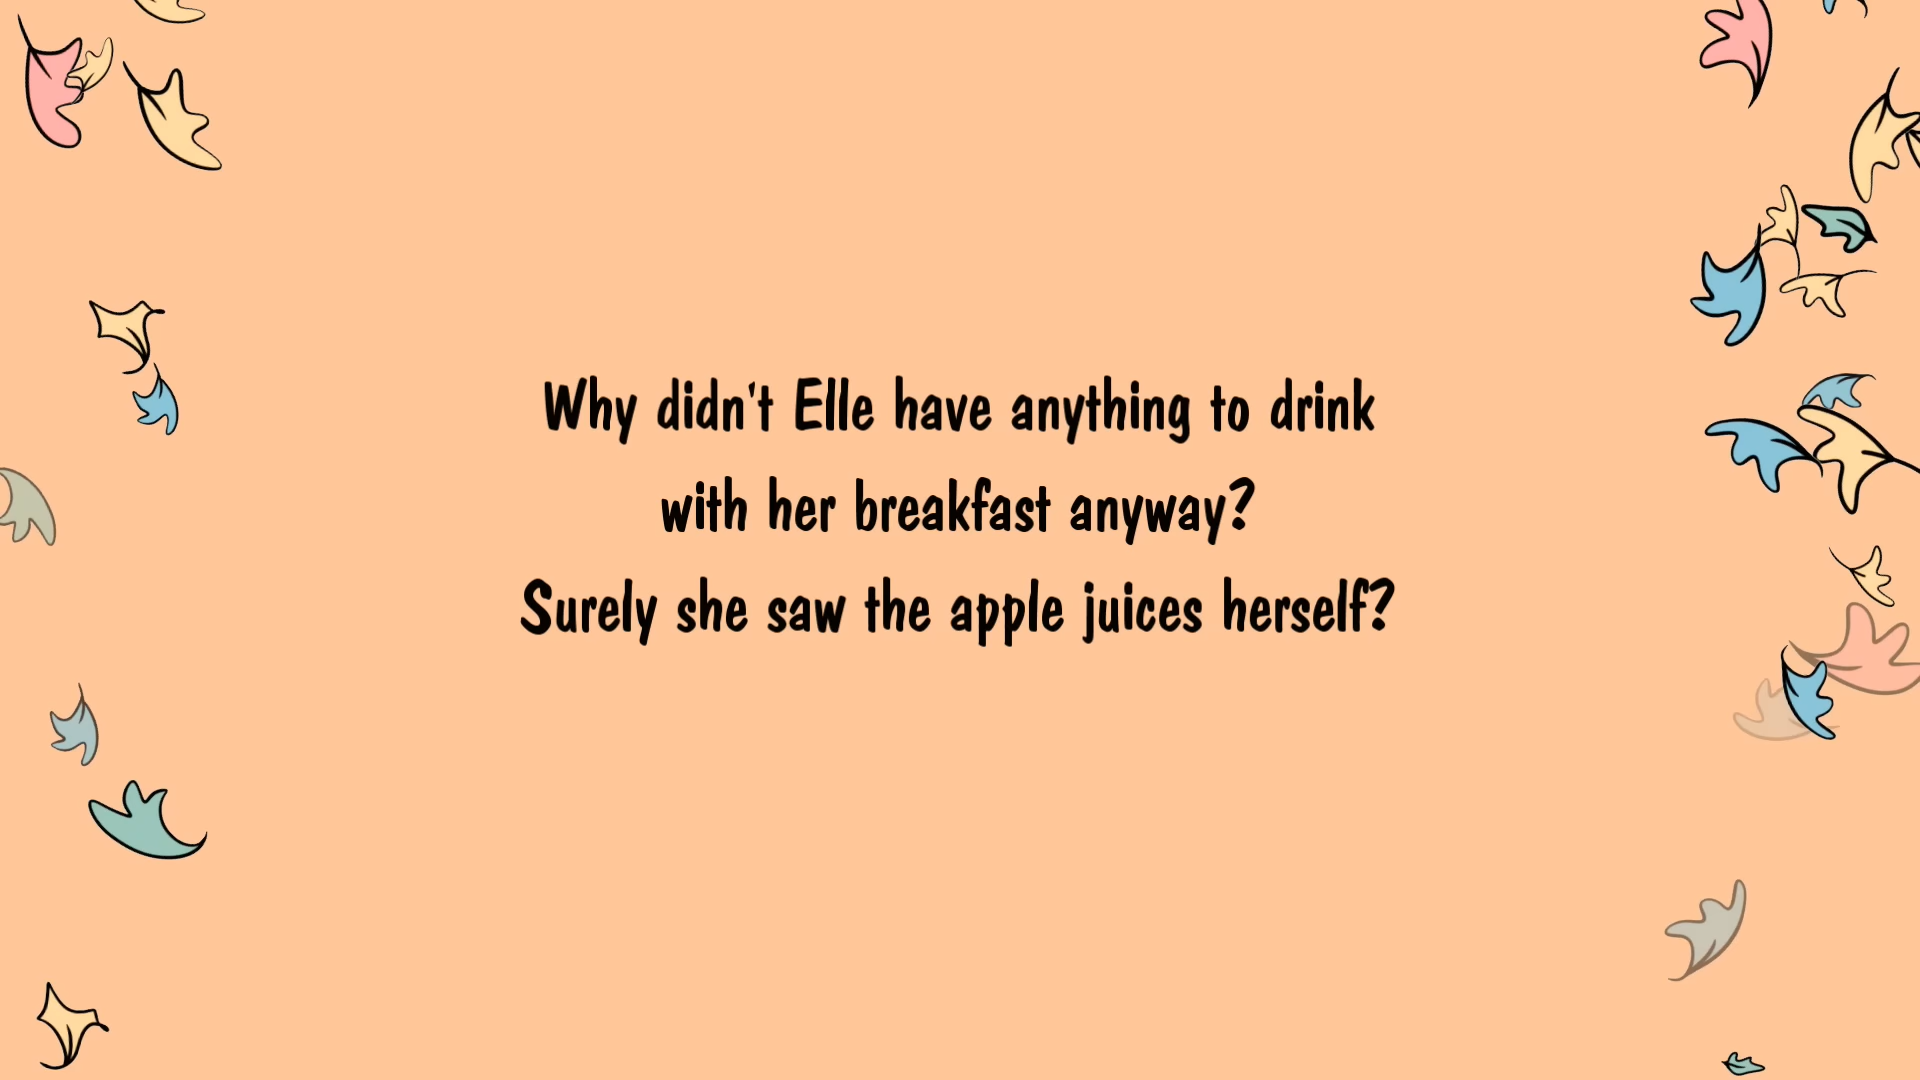 Why didn't Elle have anything to drink
with her breakfast anyway?
Surely she saw the apple juices herself?